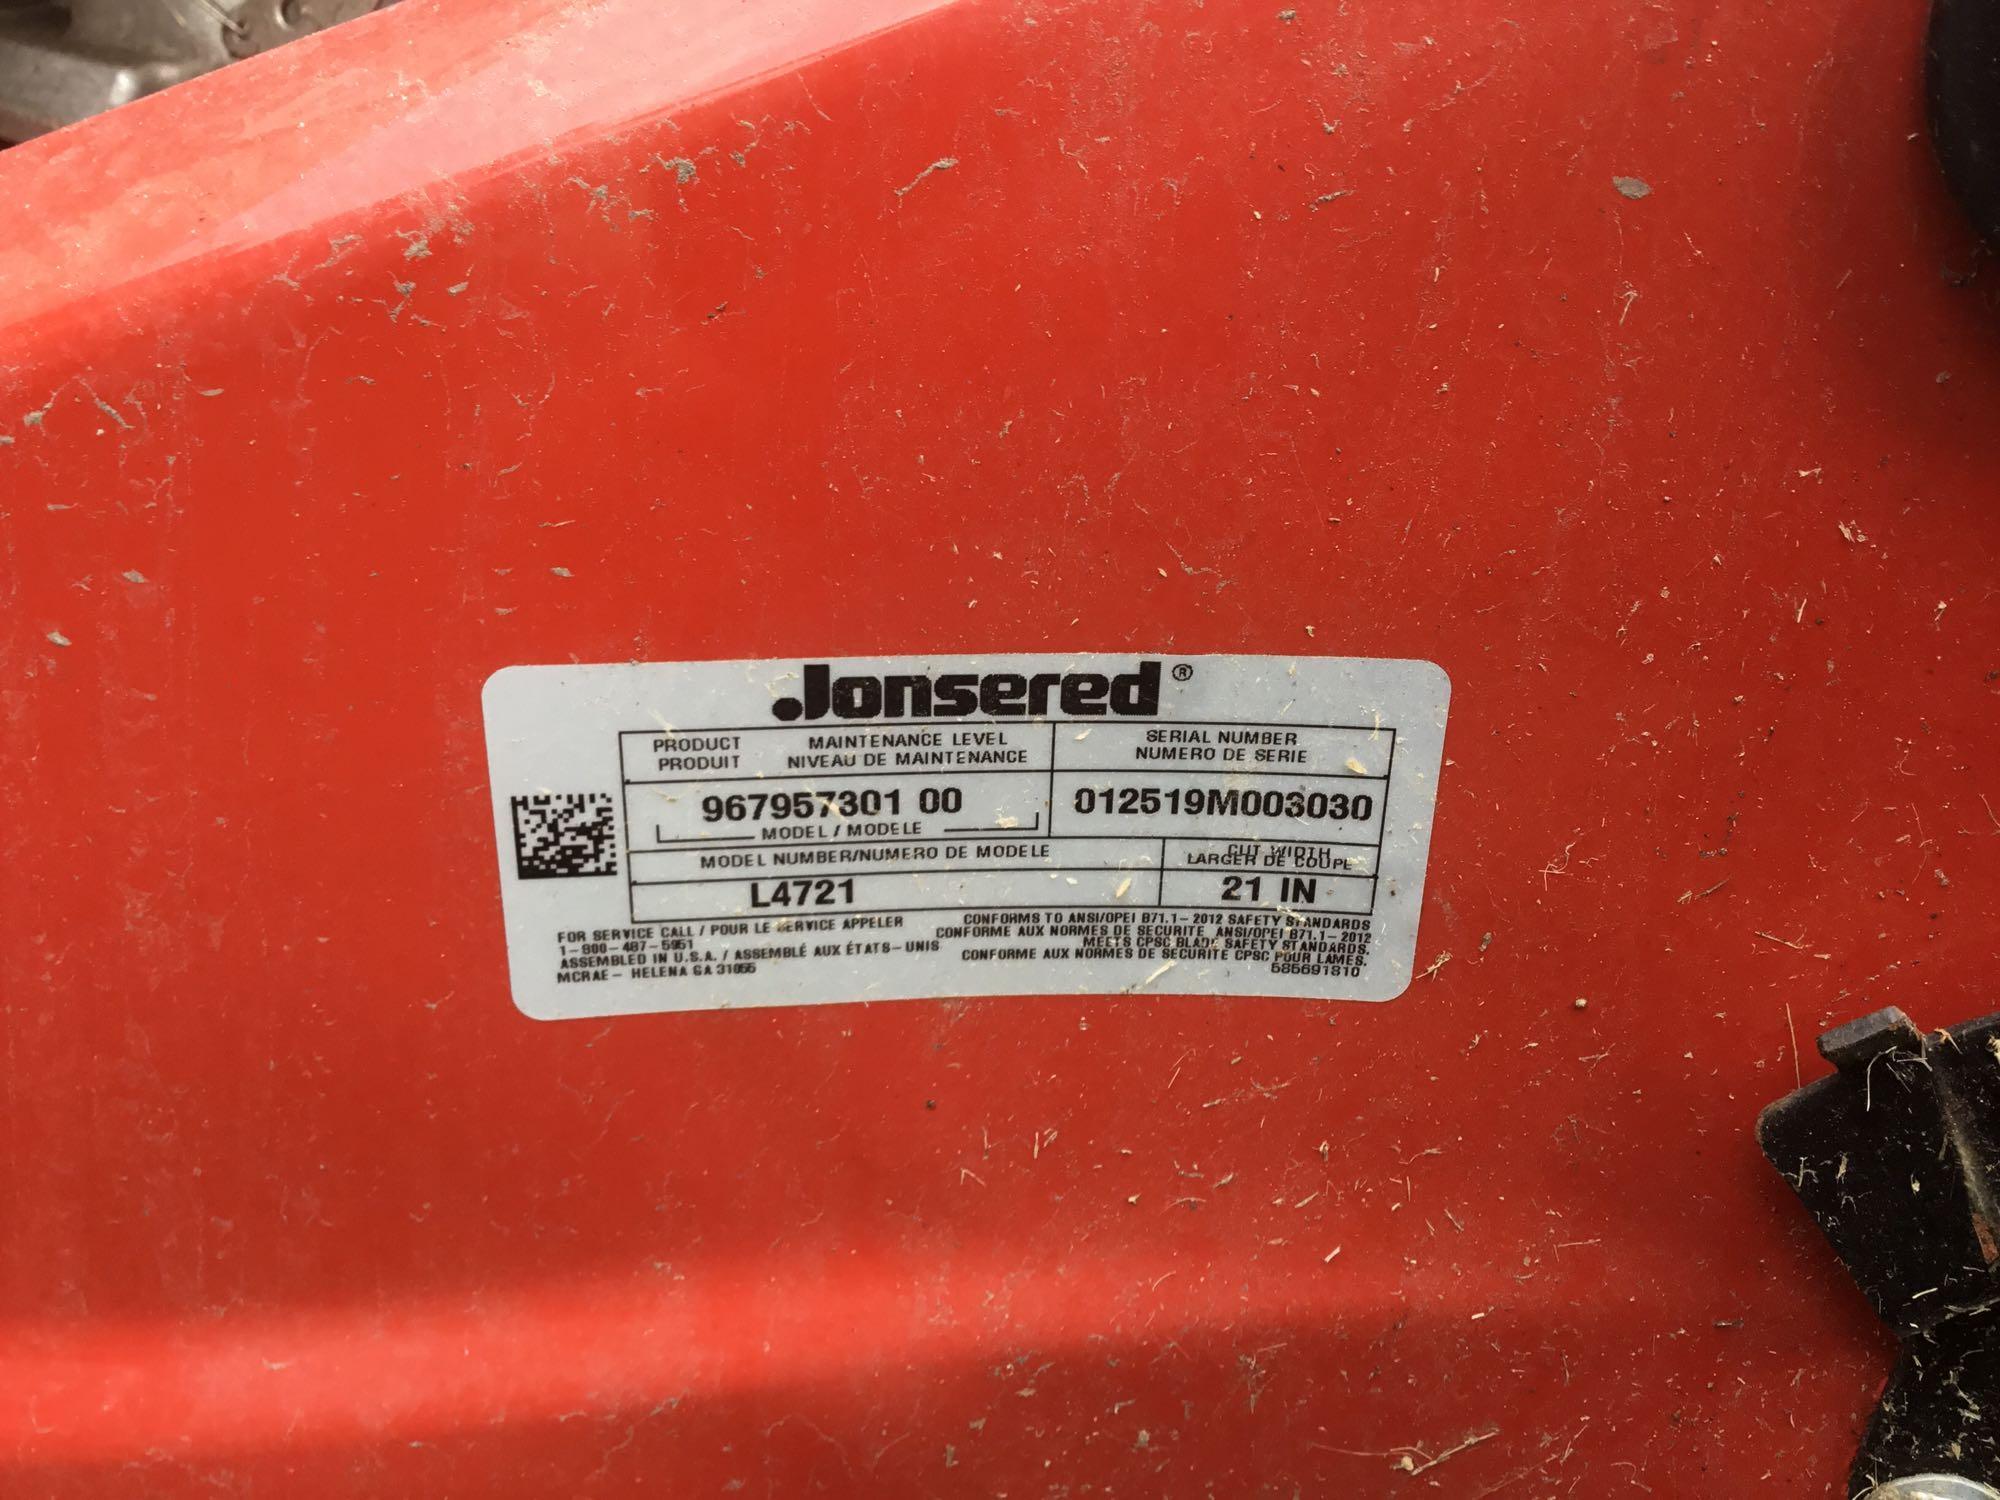 Jonsered®
PRODUCT MAINTENANCE LEVEL
PRODUIT NIVEAU DE MAINTENANCE
SERIAL NUMBER
NUMERO DE SERIE
967957301 00
MODEL / MODELE
012519M003030
MODEL NUMBER/NUMERO DE MODELE
CUT WIDTH
LARGER DE COUPE
L4721
21 IN
FOR SERVICE CALL / POUR LE SERVICE APPELER
1-800-487-5951
ASSEMBLED IN U.S.A. / ASSEMBLÉ AUX ÉTATS-UNIS
MCRAE - HELENA GA 31055
CONFORMS TO ANSI/OPEI B71.1- 2012 SAFETY STANDARDS
CONFORME AUX NORMES DE SECURITE ANSI/OPEI B71.1- 2012
MEETS CPSC BLADE SAFETY STANDARDS.
CONFORME AUX NORMES DE SECURITE CPSC POUR LAMES.
585691810